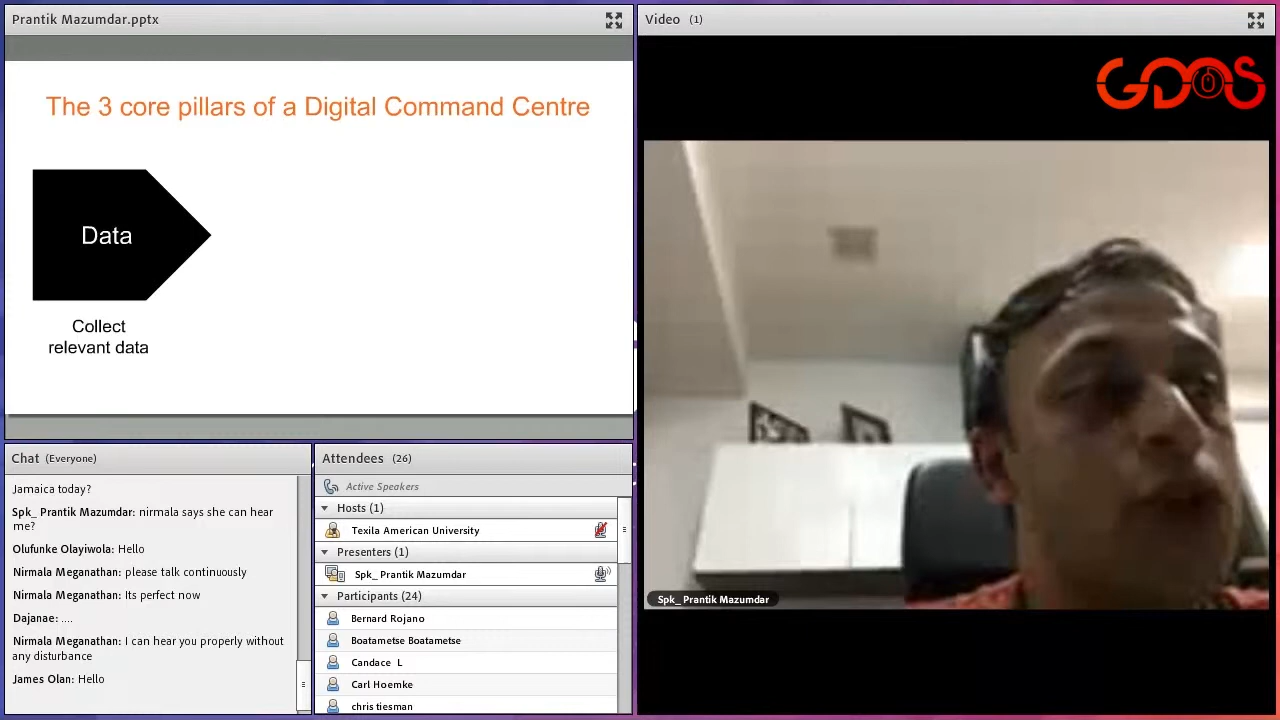 Prantik Mazumdar.pptx
The 3 core pillars of a Digital Command Centre
Data
Collect
relevant data
Chat (Everyone)
Jamaica today?
Spk_ Prantik Mazumdar: nirmala says she can hear
me?
Olufunke Olayiwola: Hello
Nirmala Meganathan: please talk continuously
Nirmala Meganathan: Its perfect now
Dajanae: ....
Nirmala Meganathan: I can hear you properly without
any disturbance
James Olan: Hello
Attendees (26)
Active Speakers
Hosts (1)
Texila American University
Presenters (1)
Spk_ Prantik Mazumdar
Participants (24)
Bernard Rojano
Boatametse Boatametse
Candace L
Carl Hoemke
chris tiesman
Video (1)
GDOS
Spk_ Prantik Mazumdar